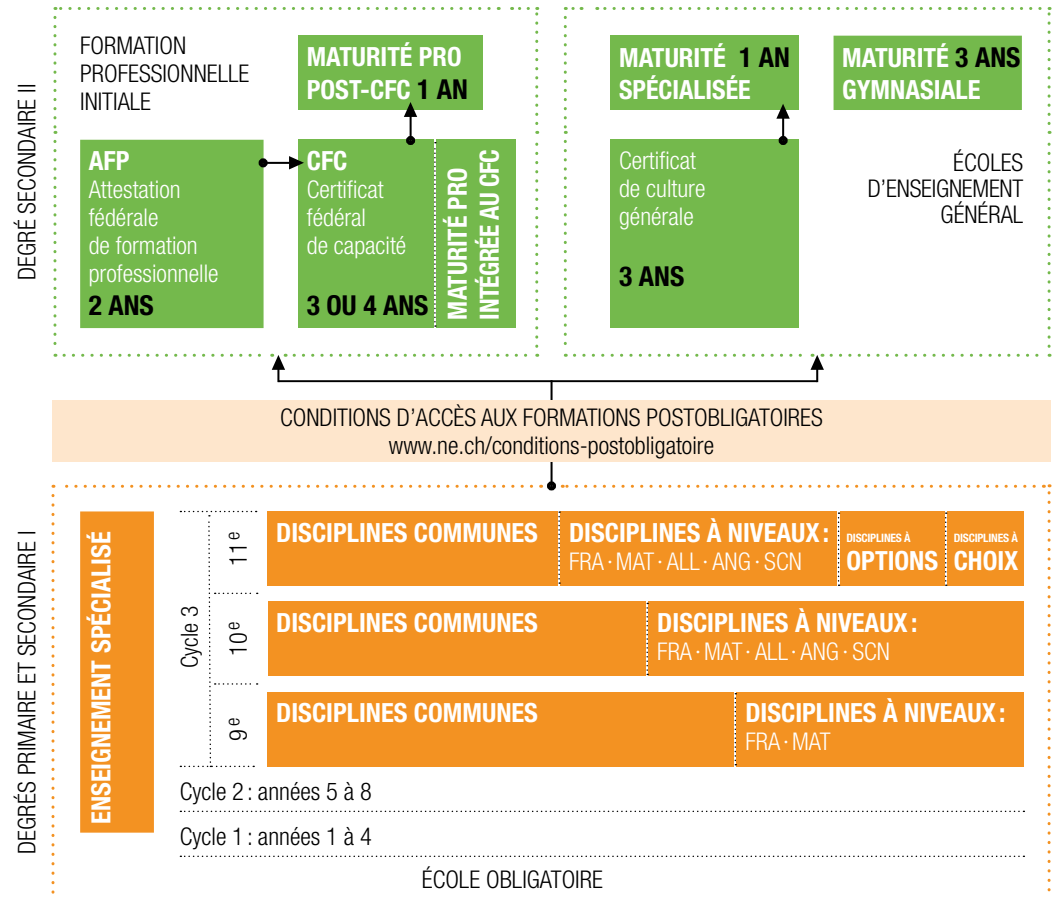 DEGRÉ SECONDAIRE II
FORMATION
PROFESSIONNELLE
INITIALE
MATURITÉ PRO
POST-CFC 1 AN
AFP
Attestation
fédérale
de formation
professionnelle
2 ANS
CFC
Certificat
fédéral
de capacité
3 OU 4 ANS
MATURITÉ PRO
INTÉGRÉE AU CFC
MATURITÉ 1 AN
SPÉCIALISÉE
MATURITÉ 3 ANS
GYMNASIALE
Certificat
de culture
générale
3 ANS
ÉCOLES
D'ENSEIGNEMENT
GÉNÉRAL
CONDITIONS D'ACCÈS AUX FORMATIONS POSTOBLIGATOIRES
www.ne.ch/conditions-postobligatoire
DEGRÉS PRIMAIRE ET SECONDAIRE I
ENSEIGNEMENT SPÉCIALISÉ
Cycle 3
11e
DISCIPLINES COMMUNES
DISCIPLINES À NIVEAUX :
FRA · MAT · ALL · ANG · SCN
DISCIPLINES À
OPTIONS
DISCIPLINES À
CHOIX
10e
DISCIPLINES COMMUNES
DISCIPLINES À NIVEAUX :
FRA · MAT · ALL · ANG · SCN
9e
DISCIPLINES COMMUNES
DISCIPLINES À NIVEAUX :
FRA · MAT
Cycle 2 : années 5 à 8
Cycle 1 : années 1 à 4
ÉCOLE OBLIGATOIRE